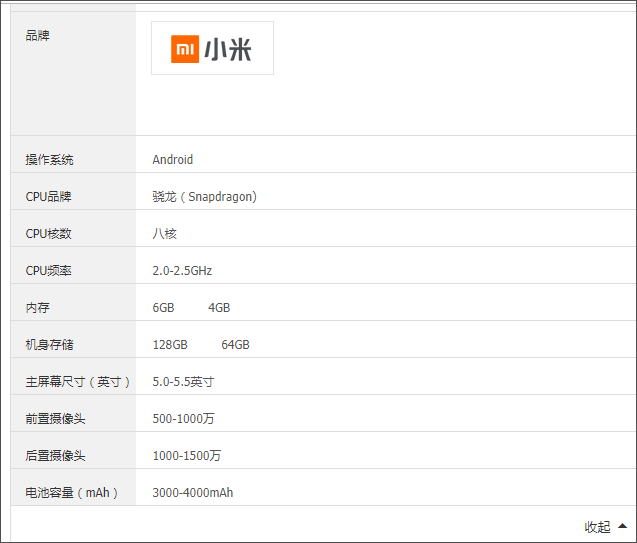 品牌
mi 小米
操作系统 Android
CPU品牌 骁龙（Snapdragon)
CPU核数 八核
CPU频率 2.0-2.5GHz
内存 6GB 4GB
机身存储 128GB 64GB
主屏幕尺寸（英寸） 5.0-5.5英寸
前置摄像头 500-1000万
后置摄像头 1000-1500万
电池容量（mAh） 3000-4000mAh
收起